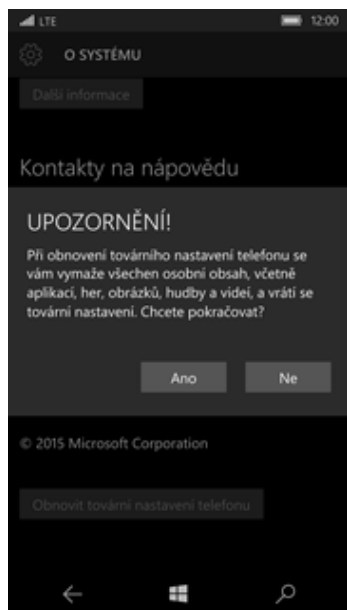 LTE 12:00
O SYSTÉMU
Další informace
Kontakty na nápovědu
UPOZORNĚNÍ!
Při obnovení továrního nastavení telefonu se
vám vymaže všechen osobní obsah, včetně
aplikací, her, obrázků, hudby a videí, a vrátí se
tovární nastavení. Chcete pokračovat?
Ano Ne
© 2015 Microsoft Corporation
Obnovit tovární nastavení telefonu